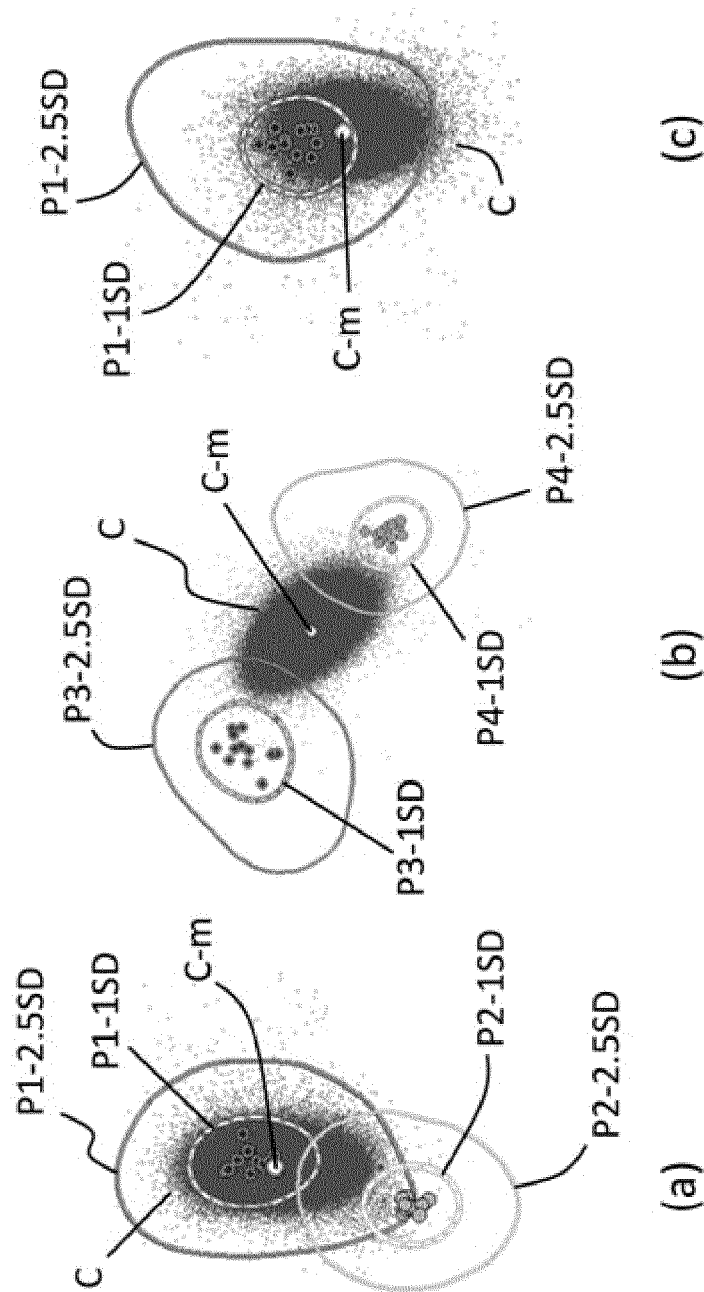 P1-2.5SD
P1-1SD
C-m
C
P2-1SD
P2-2.5SD
(a)
P3-2.5SD
C
C-m
P3-1SD
P4-1SD
P4-2.5SD
(b)
P1-2.5SD
P1-1SD
C-m
C
(c)